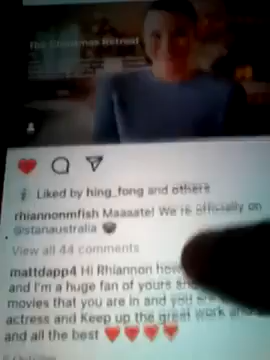 The Christmas Retreat
Liked by hing_fong and others
rhiannonmfish Maaaate! We're officially on
@stanaustralia
View all 44 comments
mattdapp4 Hi Rhiannon how
and I'm a huge fan of yours and
movies that you are in and you are
actress and Keep up the great work and
and all the best ❤️❤️❤️❤️